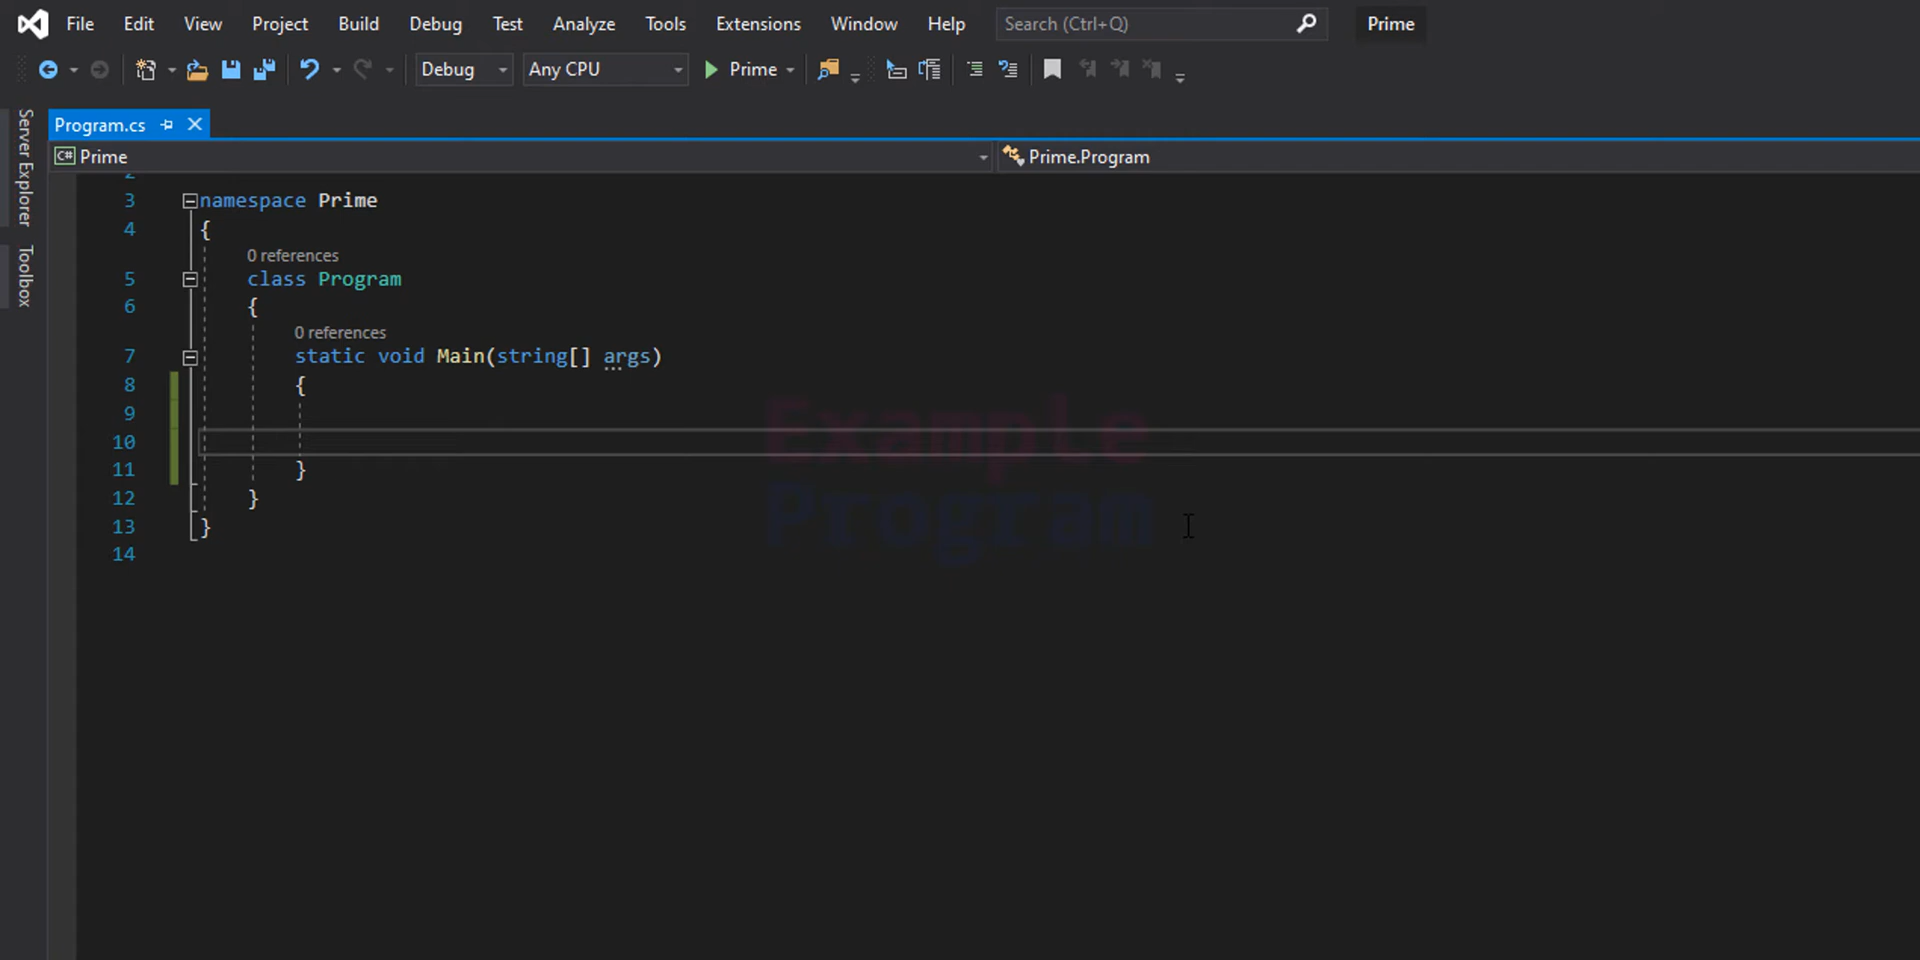 File Edit View Project Build Debug Test Analyze Tools Extensions Window Help Search (Ctrl+Q) Prime
Debug Any CPU Prime
Server Explorer
Toolbox
Program.cs
C# Prime Prime.Program
2
3 namespace Prime
4 {
0 references
5 class Program
6 {
0 references
7 static void Main(string[] args)
8 {
9
10
11 }
12 }
13 }
14
Example
Program